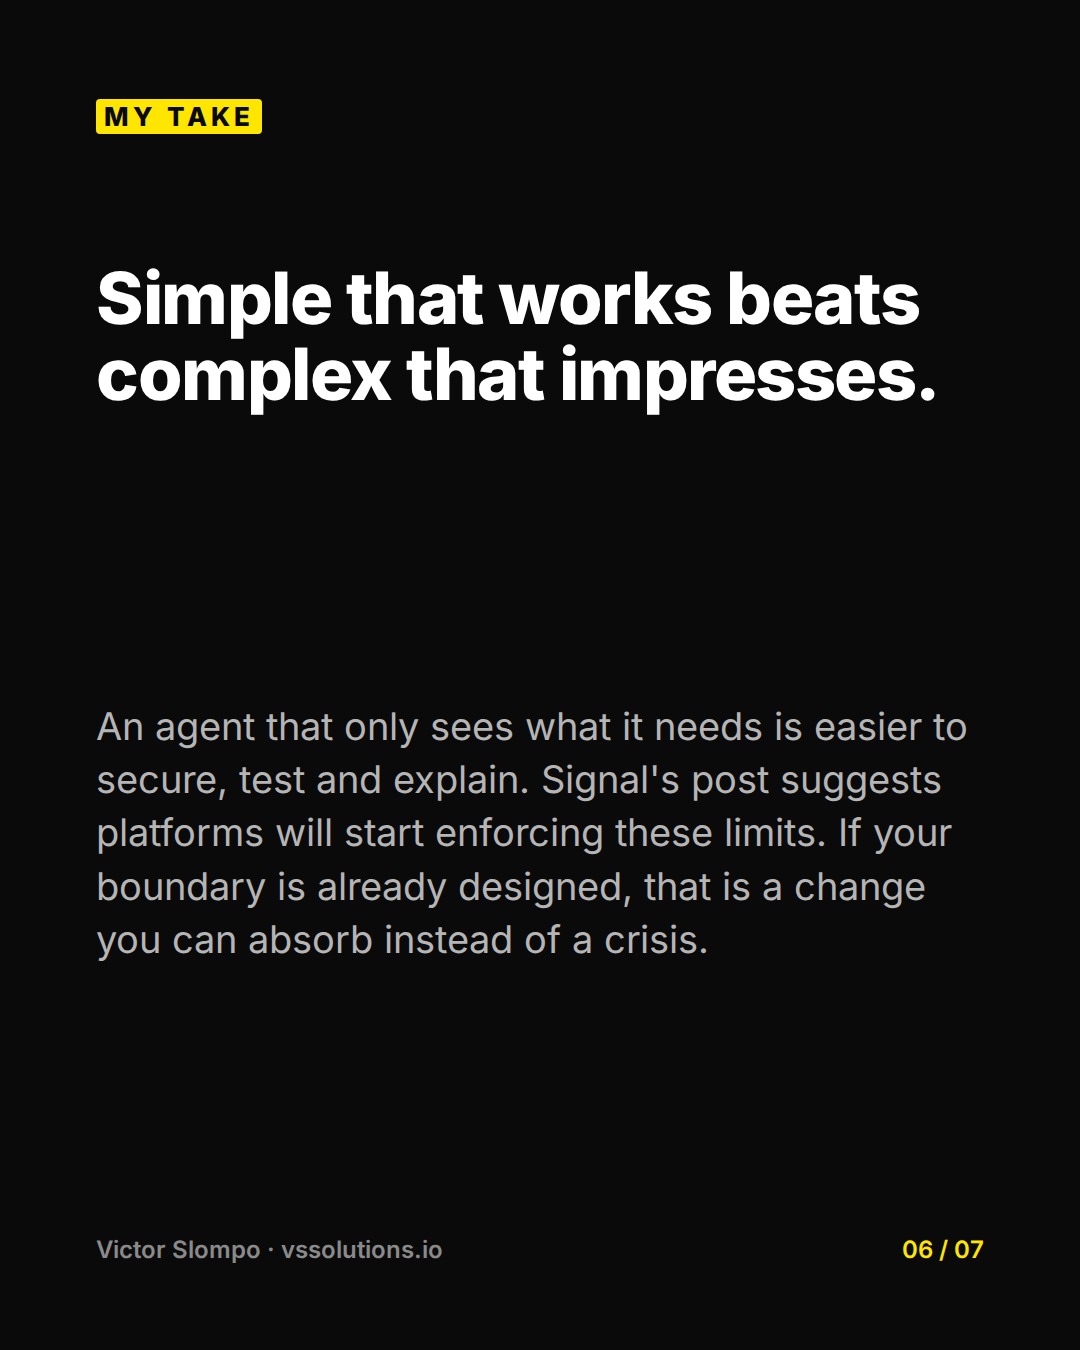 MY TAKE
Simple that works beats
complex that impresses.
An agent that only sees what it needs is easier to
secure, test and explain. Signal's post suggests
platforms will start enforcing these limits. If your
boundary is already designed, that is a change
you can absorb instead of a crisis.
Victor Slompo · vssolutions.io
06 / 07